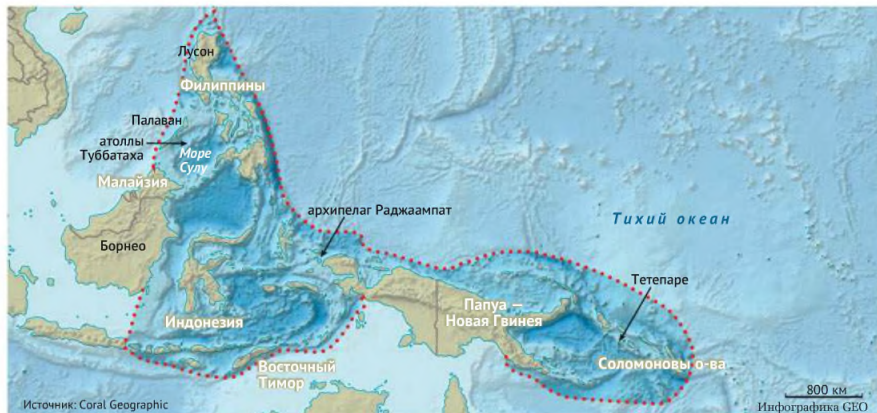 Лусон
Филиппины
Палаван
атоллы
Туббатаха
Море
Сулу
Малайзия
архипелаг Раджаампат
Тихий океан
Борнео
Тетепаре
Папуа —
Новая Гвинея
Индонезия
Восточный
Тимор
Соломоновы о-ва
800 км
Источник: Coral Geographic
Инфографика GEO